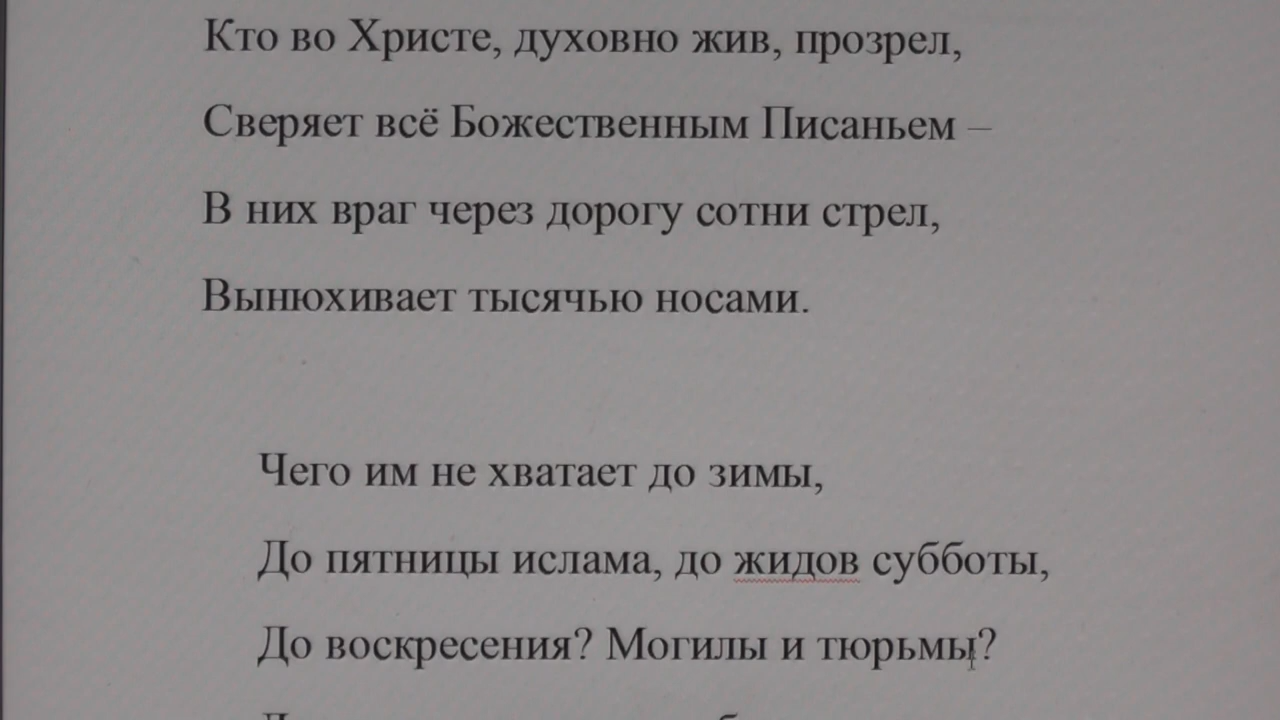 Кто во Христе, духовно жив, прозрел,
Сверяет всё Божественным Писаньем –
В них враг через дорогу сотни стрел,
Вынюхивает тысячью носами.
Чего им не хватает до зимы,
До пятницы ислама, до жидов субботы,
До воскресения? Могилы и тюрьмы?